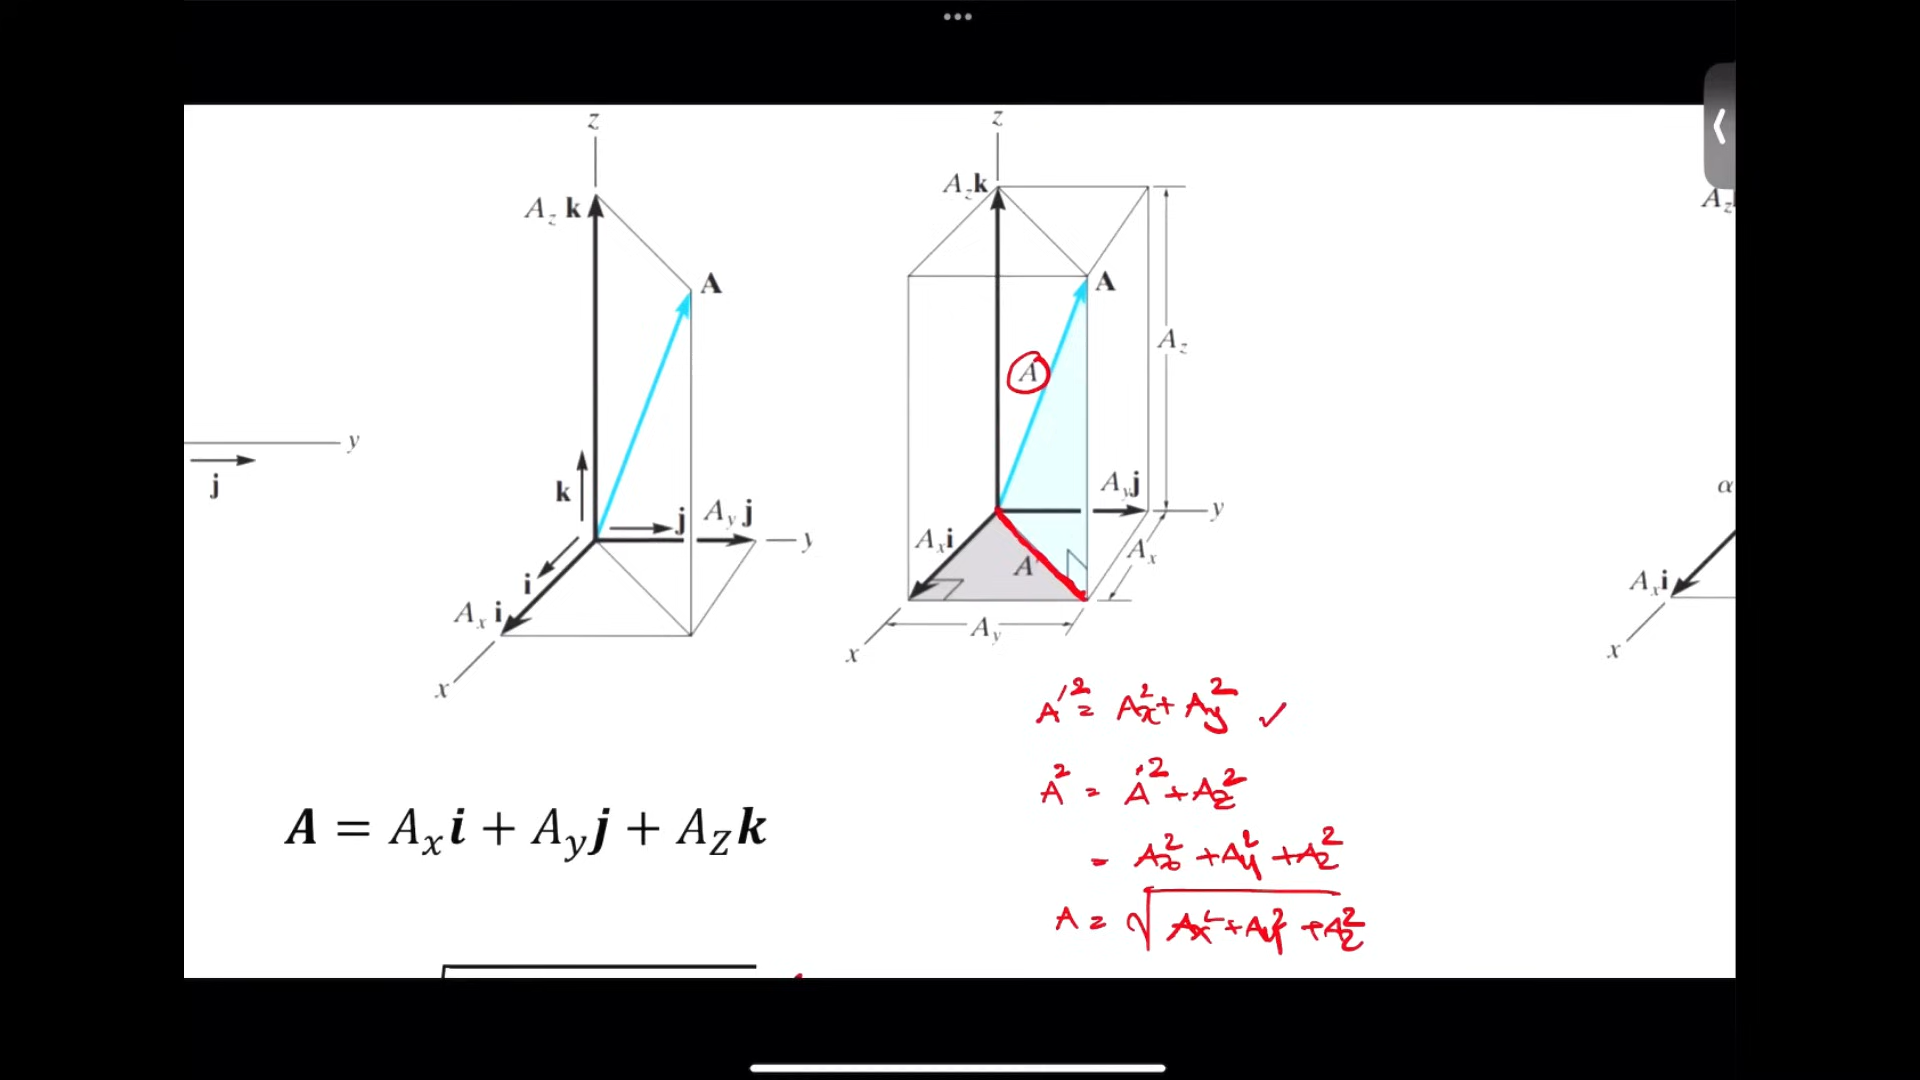 z
A_z k
A
k
j
A_y j
y
i
A_x i
x
y
j
z
A_z k
A
A_z
A
A_y j
y
A_x i
A'
A_x
A_y
x
A_z
α
A_x i
x
A'² = A_x² + A_y² ✓
A² = A'² + A_z²
= A_x² + A_y² + A_z²
A = √A_x² + A_y² + A_z²
A = A_x i + A_y j + A_Z k